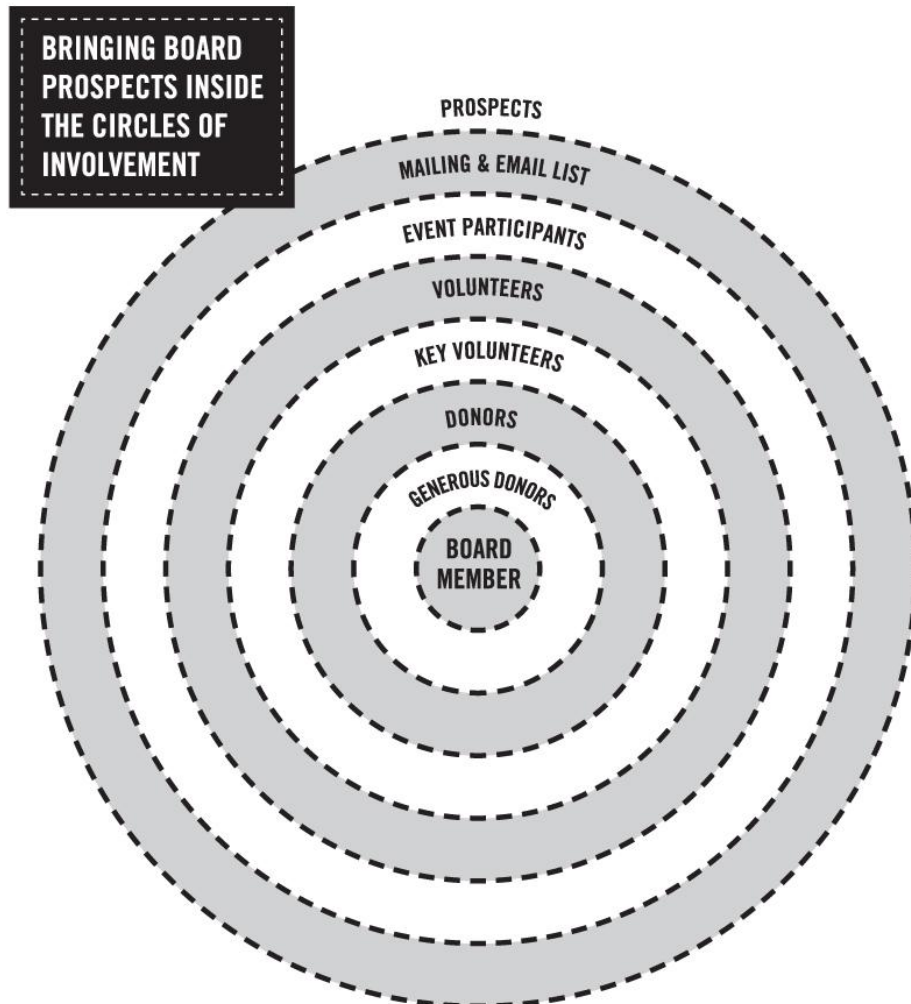 BRINGING BOARD
PROSPECTS INSIDE
THE CIRCLES OF
INVOLVEMENT
PROSPECTS
MAILING & EMAIL LIST
EVENT PARTICIPANTS
VOLUNTEERS
KEY VOLUNTEERS
DONORS
GENEROUS DONORS
BOARD
MEMBER